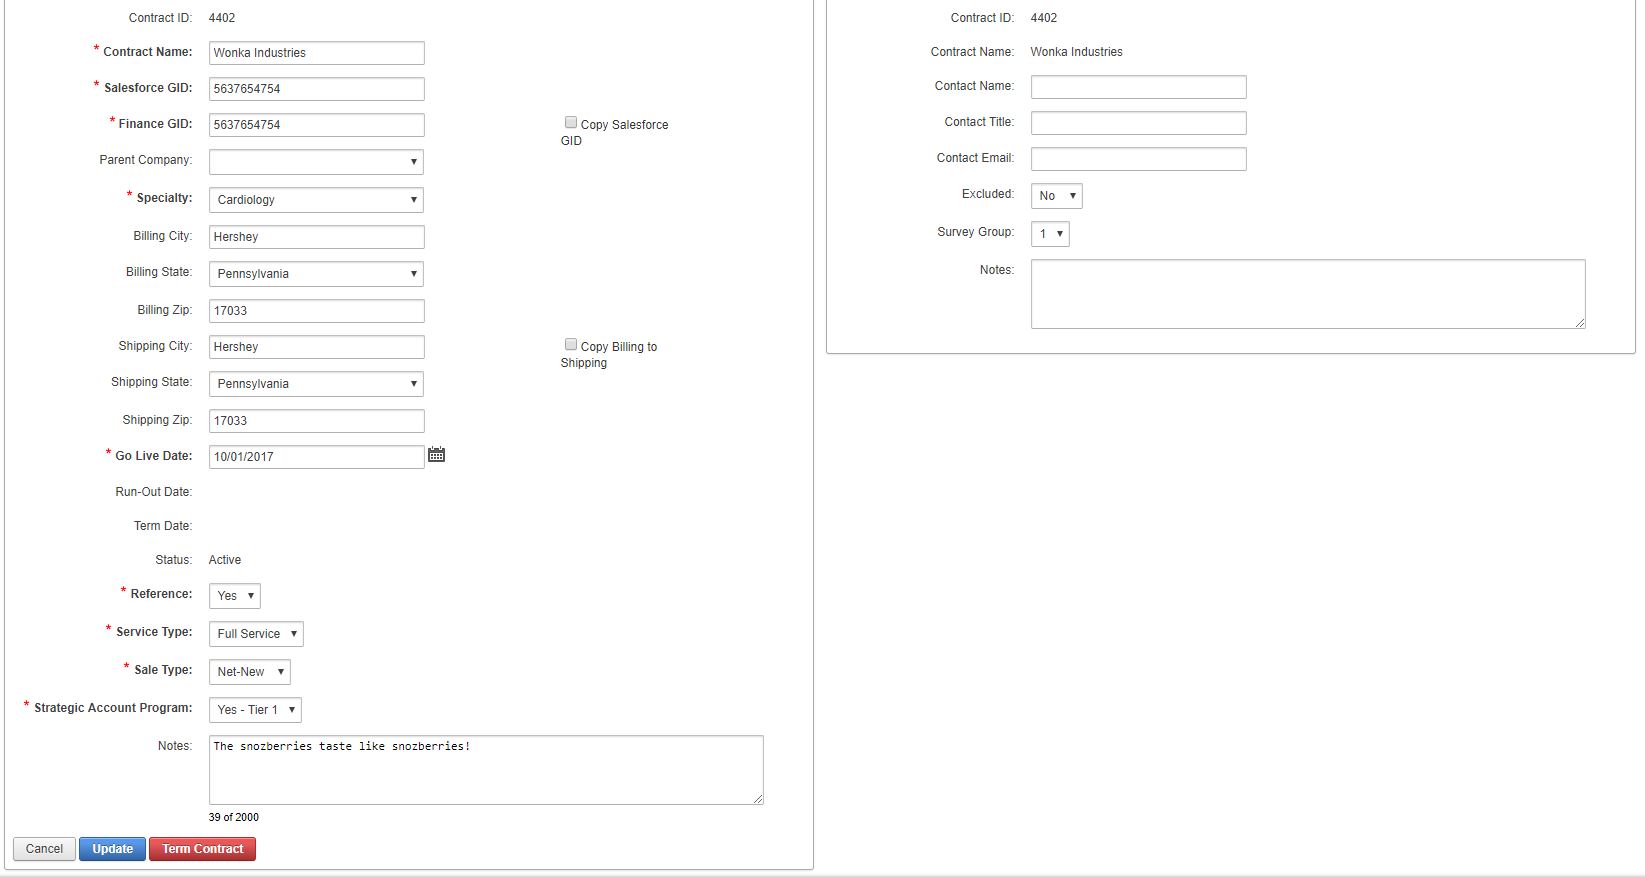 Contract ID: 4402
* Contract Name: Wonka Industries
* Salesforce GID: 5637654754
* Finance GID: 5637654754
Copy Salesforce
GID
Parent Company:
* Specialty: Cardiology
Billing City: Hershey
Billing State: Pennsylvania
Billing Zip: 17033
Shipping City: Hershey
Copy Billing to
Shipping
Shipping State: Pennsylvania
Shipping Zip: 17033
* Go Live Date: 10/01/2017
Run-Out Date:
Term Date:
Status: Active
* Reference: Yes
* Service Type: Full Service
* Sale Type: Net-New
* Strategic Account Program: Yes - Tier 1
Notes: The snozberries taste like snozberries!
39 of 2000
Cancel Update Term Contract
Contract ID: 4402
Contract Name: Wonka Industries
Contact Name:
Contact Title:
Contact Email:
Excluded: No
Survey Group: 1
Notes: